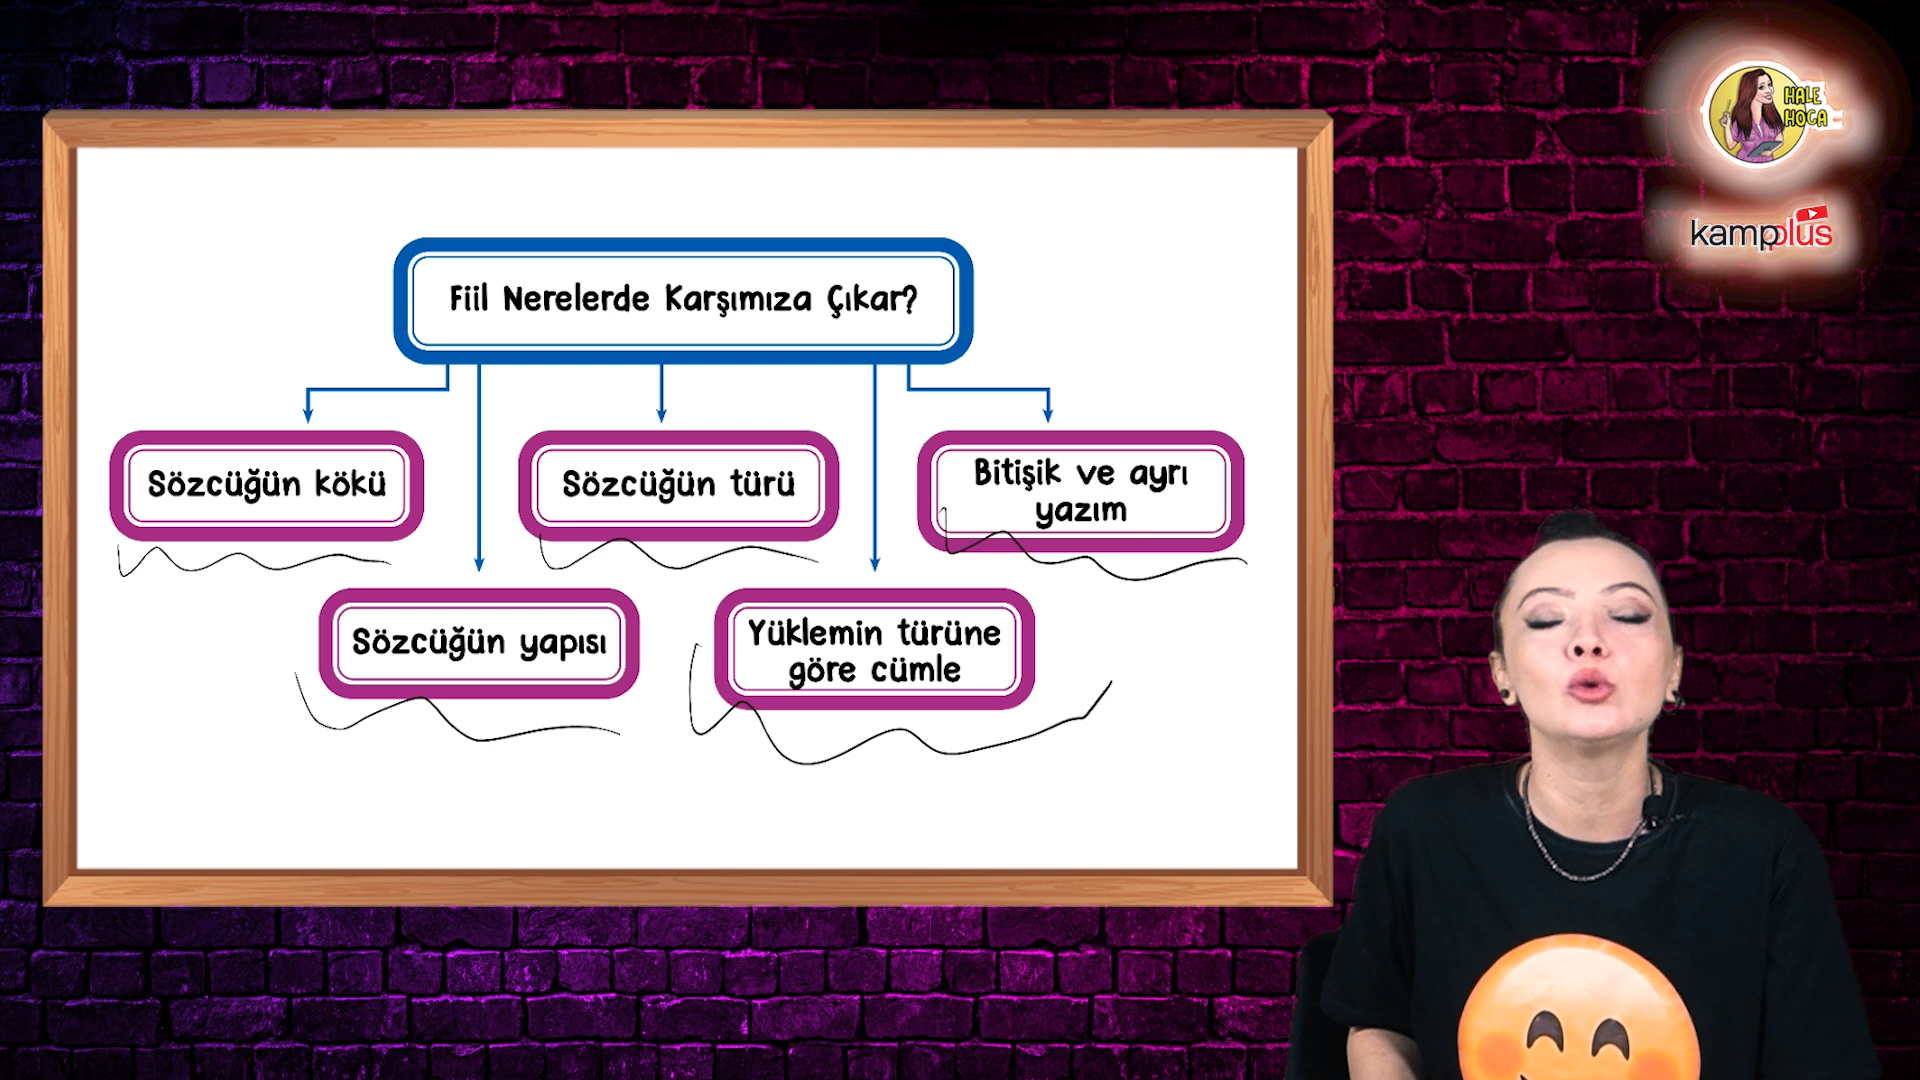 Fiil Nerelerde Karşımıza Çıkar?
Sözcüğün kökü
Sözcüğün türü
Bitişik ve ayrı
yazım
Sözcüğün yapısı
Yüklemin türüne
göre cümle
HALE
HOCA
kampplus